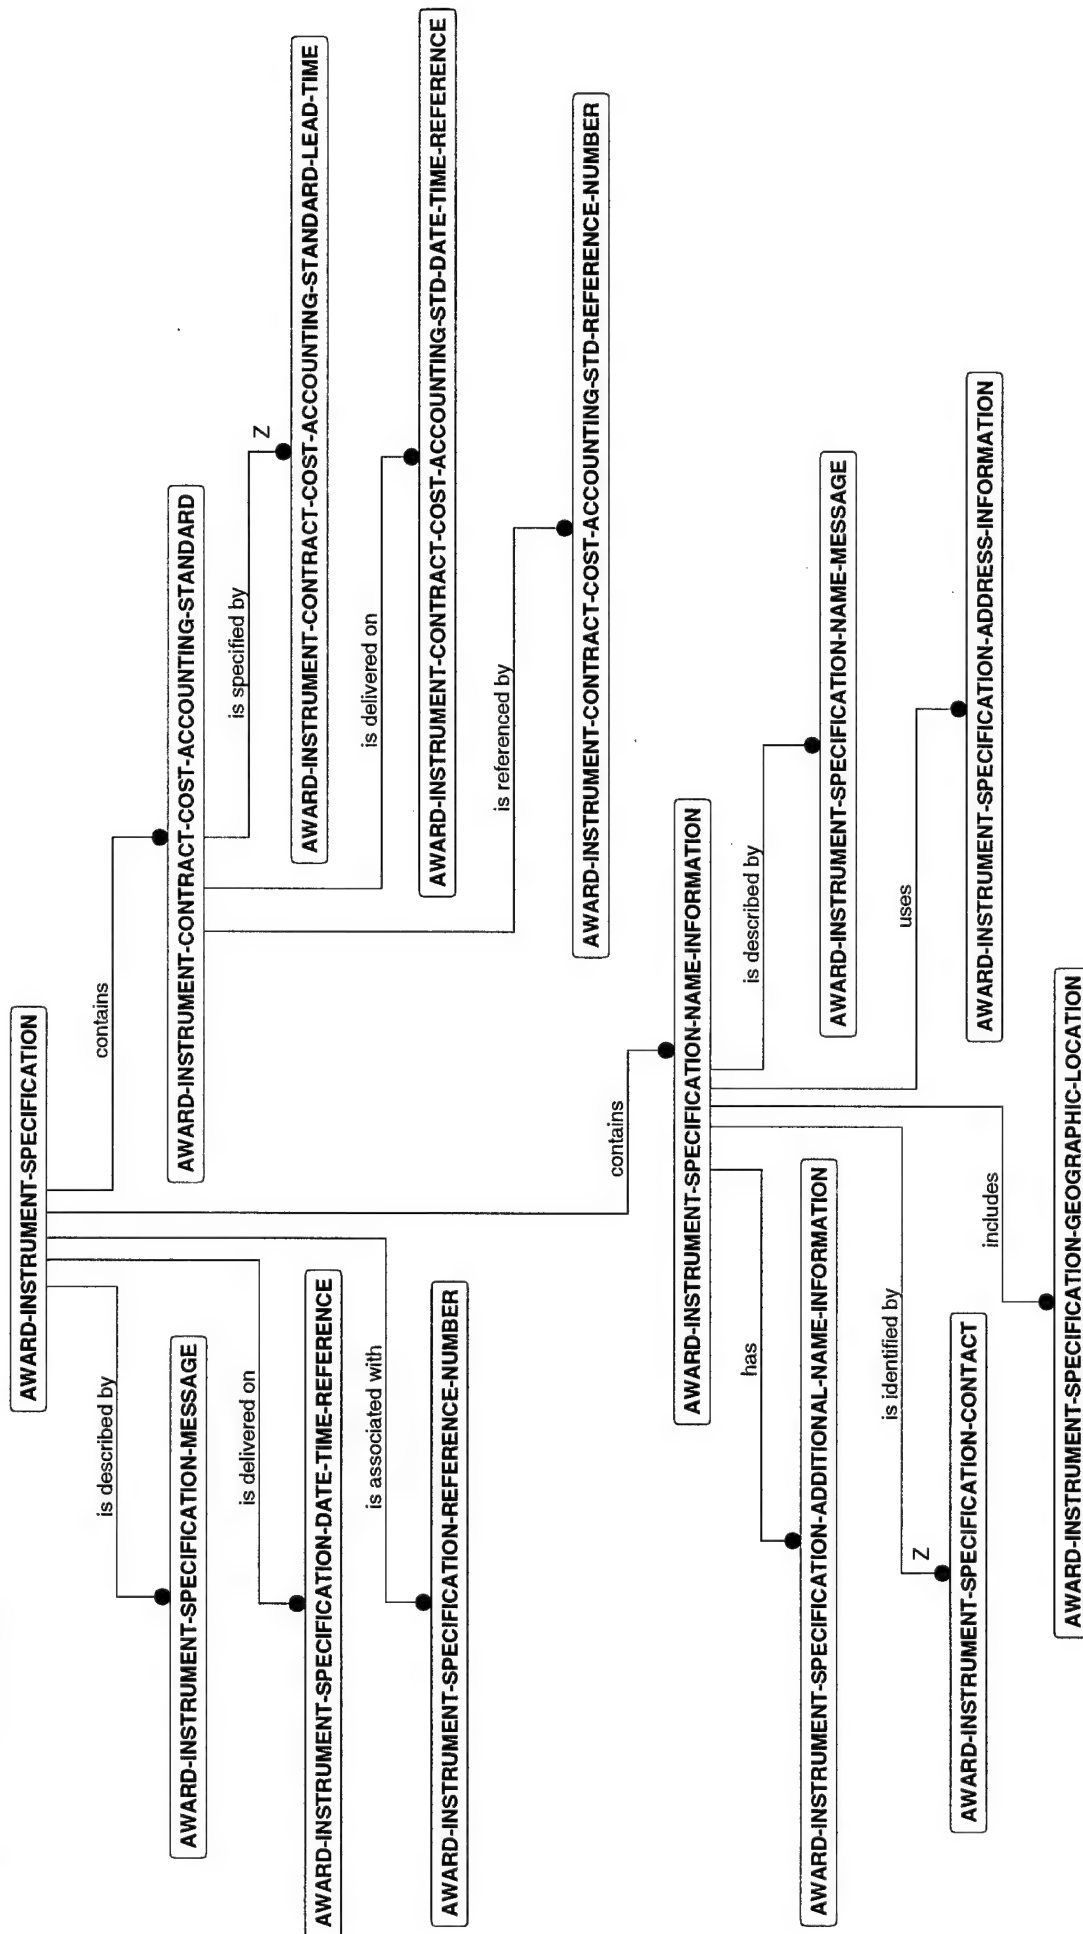 AWARD-INSTRUMENT-SPECIFICATION
contains
is described by
AWARD-INSTRUMENT-SPECIFICATION-MESSAGE
AWARD-INSTRUMENT-CONTRACT-COST-ACCOUNTING-STANDARD
is delivered on
is specified by
Z
AWARD-INSTRUMENT-SPECIFICATION-DATE-TIME-REFERENCE
AWARD-INSTRUMENT-CONTRACT-COST-ACCOUNTING-STANDARD-LEAD-TIME
is associated with
is delivered on
AWARD-INSTRUMENT-SPECIFICATION-REFERENCE-NUMBER
AWARD-INSTRUMENT-CONTRACT-COST-ACCOUNTING-STD-DATE-TIME-REFERENCE
is referenced by
AWARD-INSTRUMENT-CONTRACT-COST-ACCOUNTING-STD-REFERENCE-NUMBER
contains
AWARD-INSTRUMENT-SPECIFICATION-NAME-INFORMATION
has
is described by
AWARD-INSTRUMENT-SPECIFICATION-ADDITIONAL-NAME-INFORMATION
AWARD-INSTRUMENT-SPECIFICATION-NAME-MESSAGE
is identified by
Z
uses
AWARD-INSTRUMENT-SPECIFICATION-CONTACT
AWARD-INSTRUMENT-SPECIFICATION-ADDRESS-INFORMATION
includes
AWARD-INSTRUMENT-SPECIFICATION-GEOGRAPHIC-LOCATION